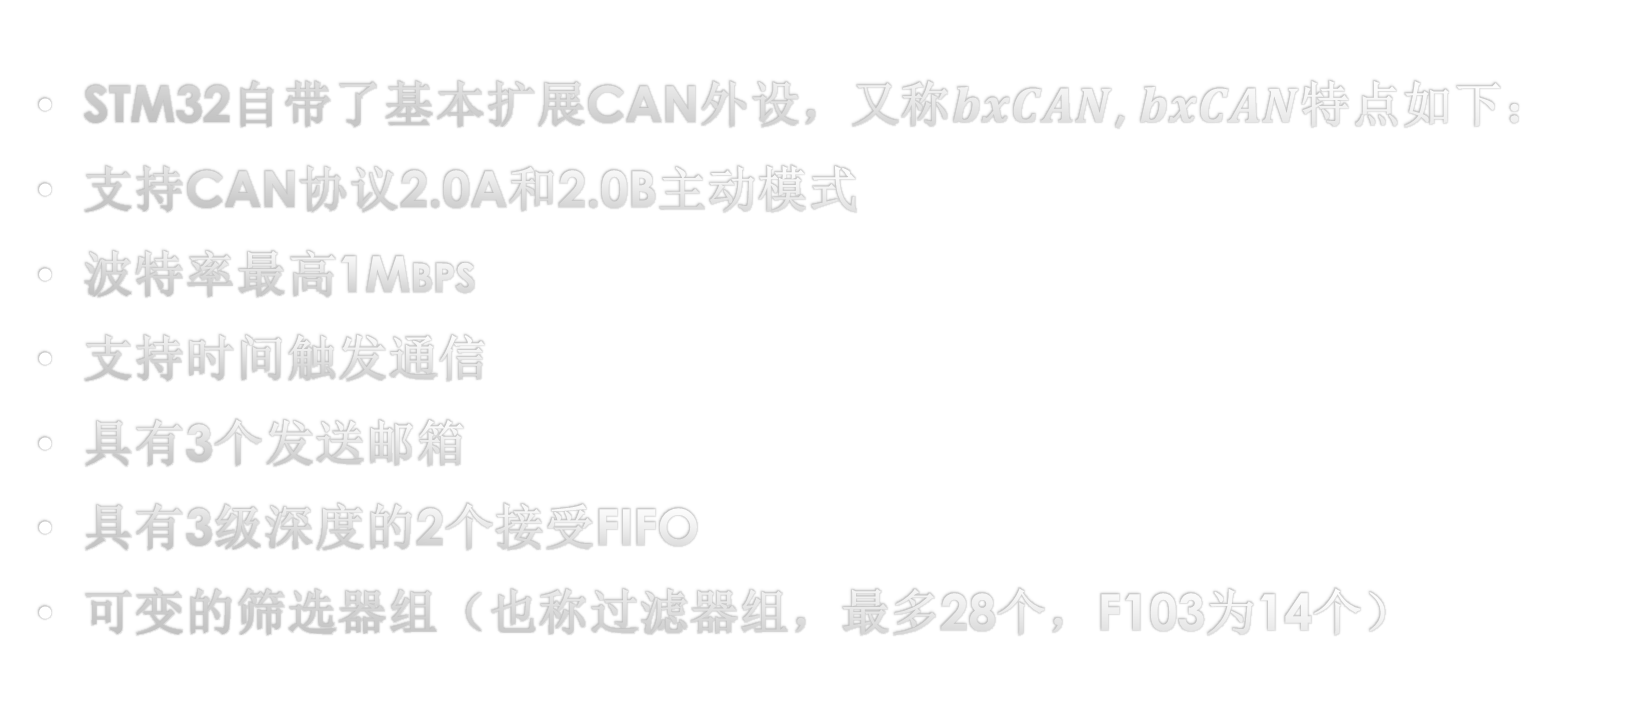 STM32自带了基本扩展CAN外设，又称bxCAN,bxCAN特点如下：
支持CAN协议2.0A和2.0B主动模式
波特率最高1MBPS
支持时间触发通信
具有3个发送邮箱
具有3级深度的2个接受FIFO
可变的筛选器组（也称过滤器组，最多28个，F103为14个）